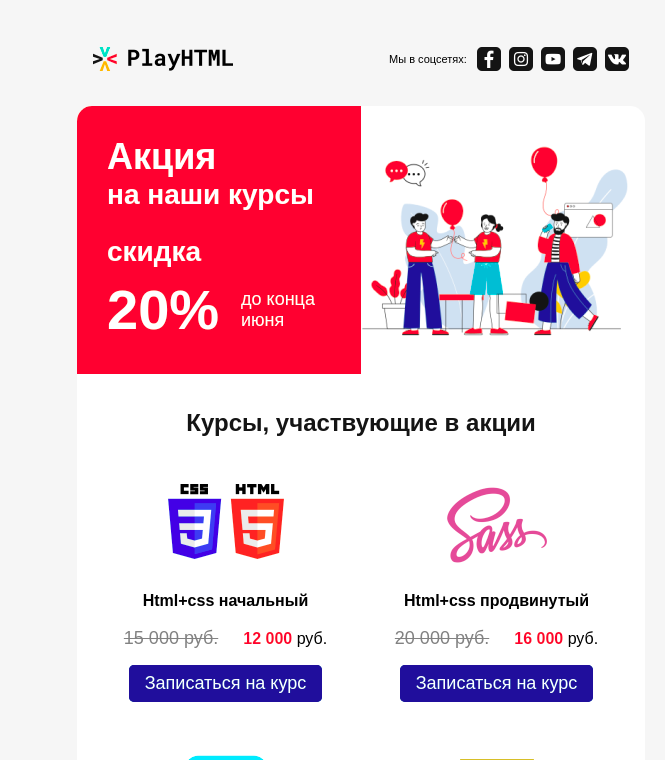 PlayHTML
Мы в соцсетях:
Акция
на наши курсы
скидка
20%
до конца
июня
Курсы, участвующие в акции
CSS HTML
Sass
Html+css начальный
Html+css продвинутый
15 000 руб. 12 000 руб.
20 000 руб. 16 000 руб.
Записаться на курс
Записаться на курс